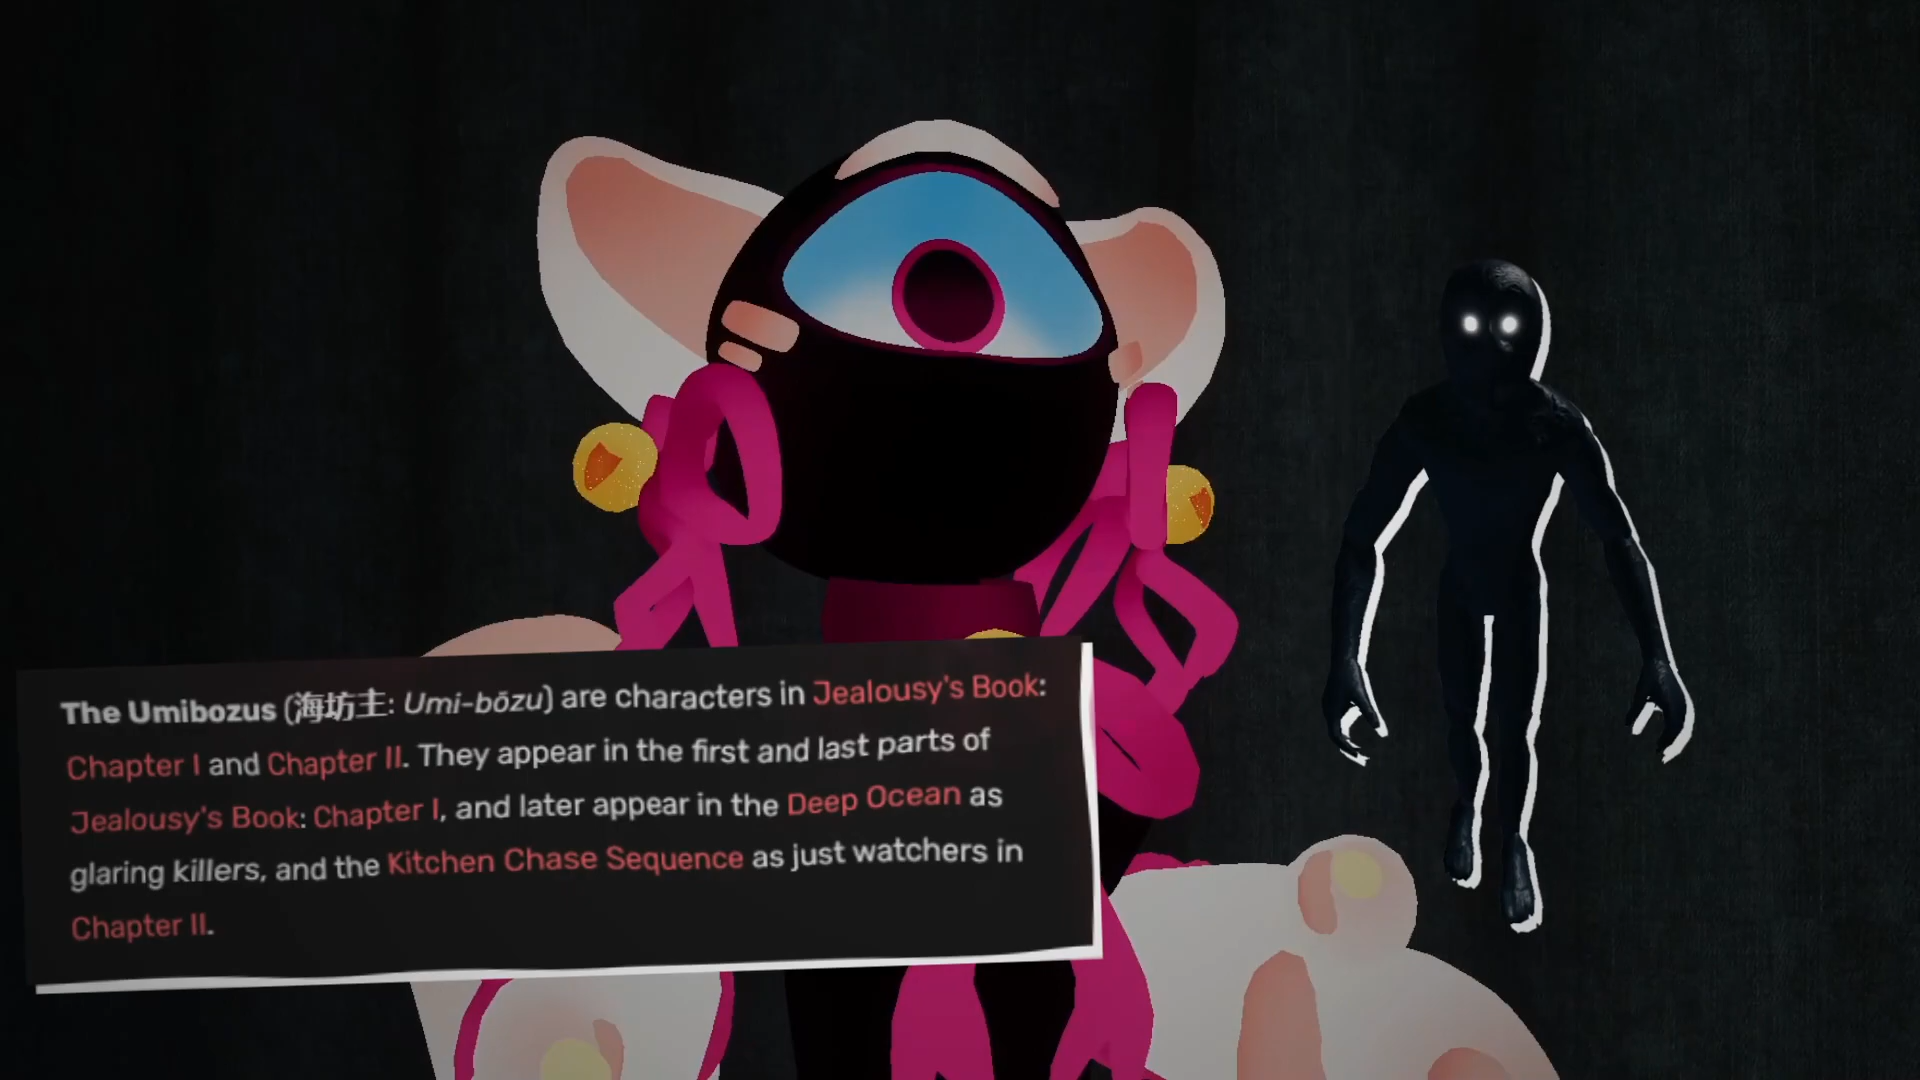 The Umibozus (海坊主: Umi-bōzu) are characters in Jealousy's Book:
Chapter I and Chapter II. They appear in the first and last parts of
Jealousy's Book: Chapter I, and later appear in the Deep Ocean as
glaring killers, and the Kitchen Chase Sequence as just watchers in
Chapter II.